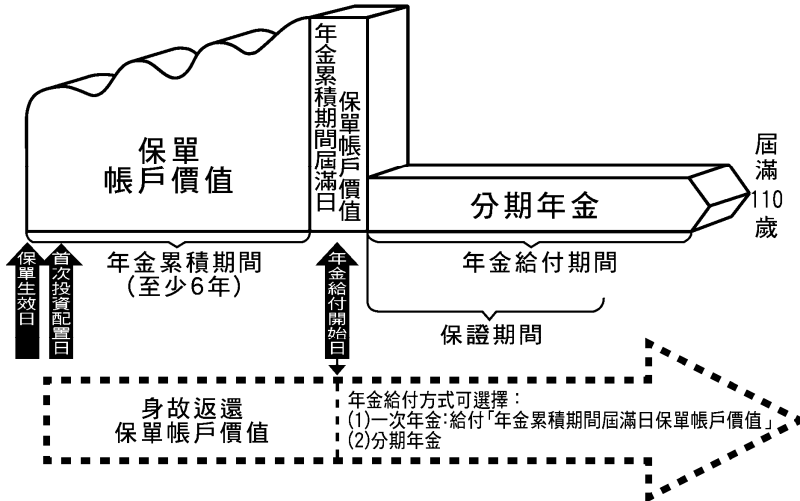 保單
帳戶價值
年金累積期間屆滿日
保單帳戶價值
分期年金
屆滿110歲
保單生效日
首次投資配置日
年金累積期間
(至少6年)
年金給付開始日
年金給付期間
保證期間
身故返還
保單帳戶價值
年金給付方式可選擇：
(1)一次年金：給付「年金累積期間屆滿日保單帳戶價值」
(2)分期年金